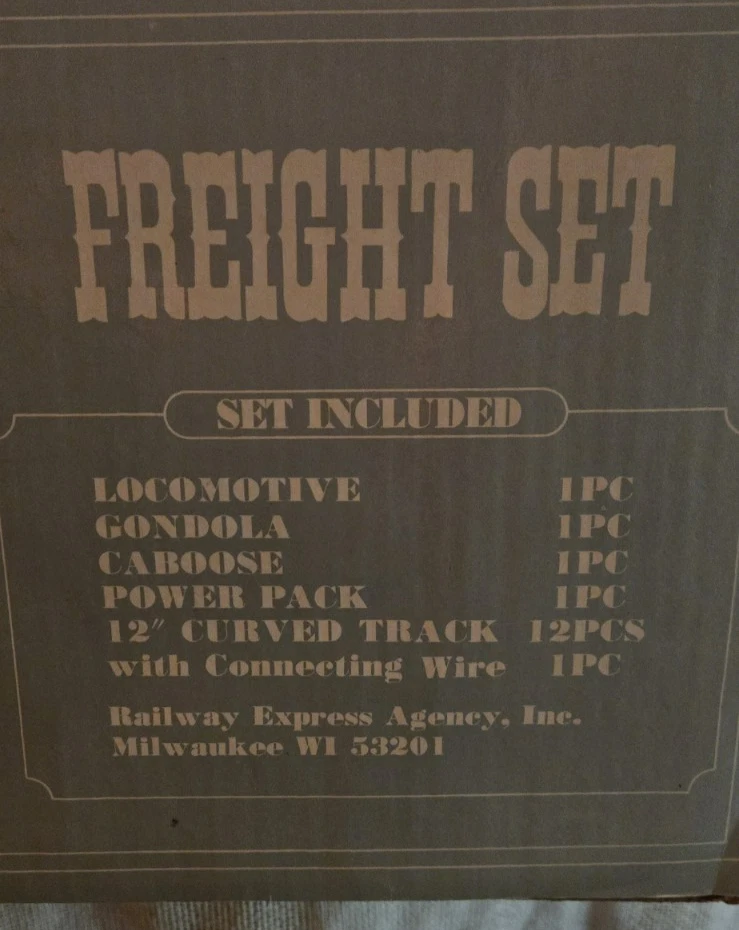 FREIGHT SET
SET INCLUDED
LOCOMOTIVE 1PC
GONDOLA 1PC
CABOOSE 1PC
POWER PACK 1PC
12″ CURVED TRACK 12PCS
with Connecting Wire 1PC
Railway Express Agency, Inc.
Milwaukee WI 53201